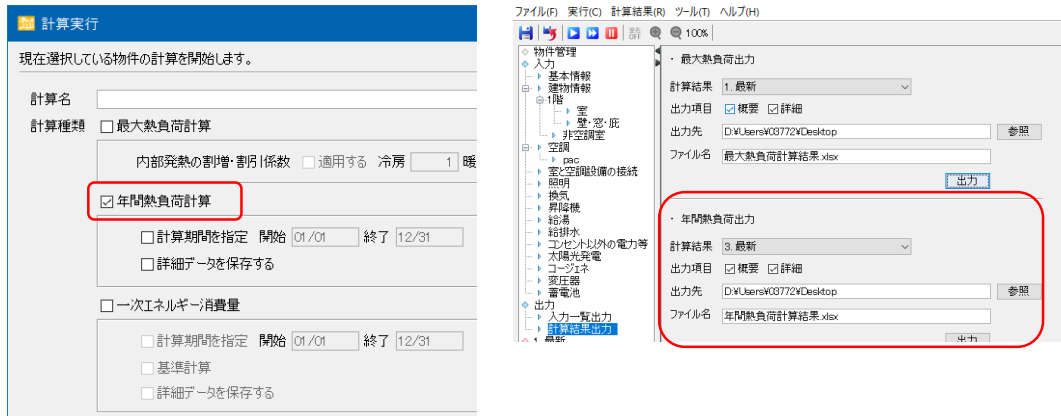 計算実行
現在選択している物件の計算を開始します。
計算名
計算種類 最大熱負荷計算
内部発熱の割増・割引係数 適用する 冷房 1 暖
年間熱負荷計算
計算期間を指定 開始 01/01 終了 12/31
詳細データを保存する
一次エネルギー消費量
計算期間を指定 開始 01/01 終了 12/31
基準計算
詳細データを保存する
ファイル(F) 実行(C) 計算結果(R) ツール(T) ヘルプ(H)
OFF 100%
物件管理
入力
基本情報
建物情報
1階
室
壁・窓・庇
非空調室
空調
pac
室と空調設備の接続
照明
換気
昇降機
給湯
給排水
コンセント以外の電力等
太陽光発電
コージェネ
変圧器
蓄電池
出力
入力一覧出力
計算結果出力
1. 最新
・ 最大熱負荷出力
計算結果 1. 最新
出力項目 概要 詳細
出力先 D:¥Users¥03772¥Desktop 参照
ファイル名 最大熱負荷計算結果.xlsx
出力
・ 年間熱負荷出力
計算結果 3. 最新
出力項目 概要 詳細
出力先 D:¥Users¥03772¥Desktop 参照
ファイル名 年間熱負荷計算結果.xlsx
出力